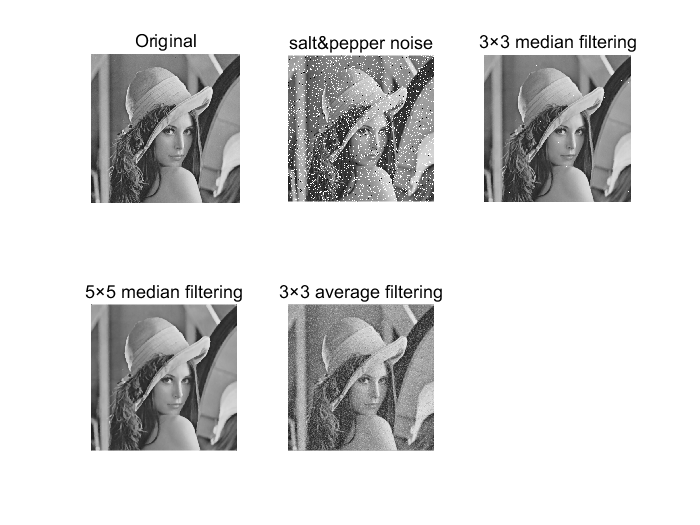 Original
salt&pepper noise
3×3 median filtering
5×5 median filtering
3×3 average filtering